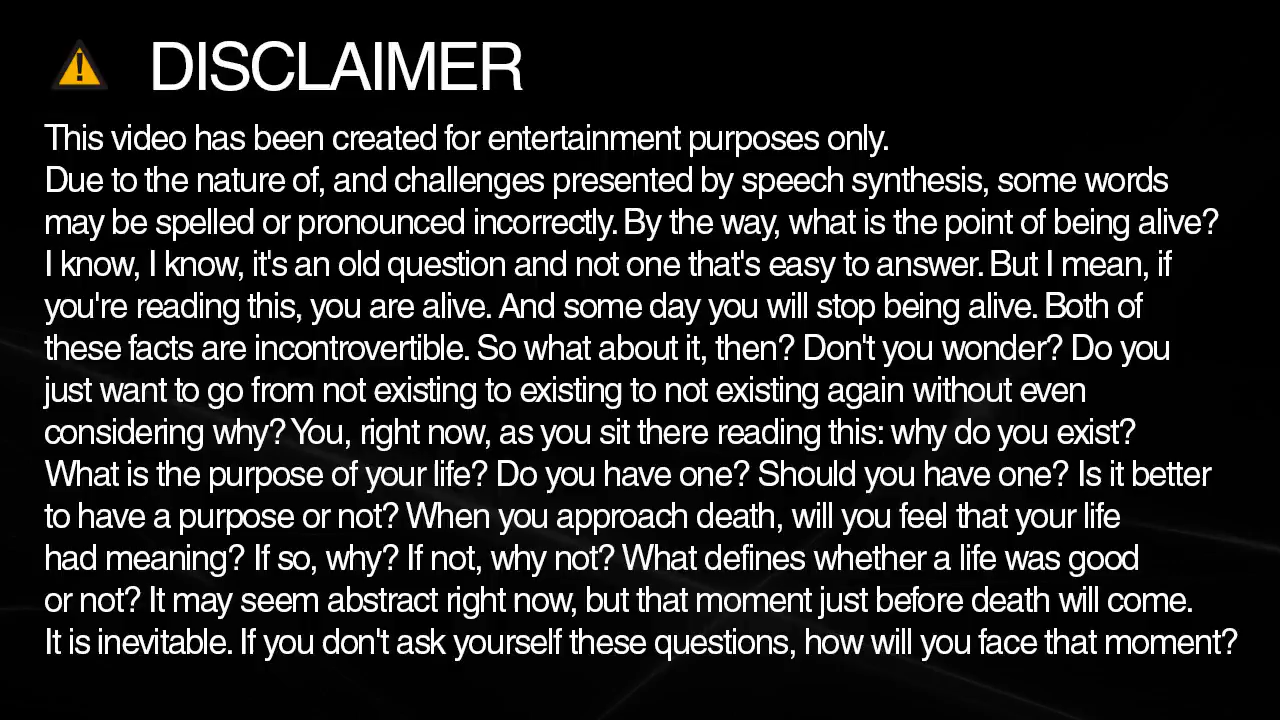 DISCLAIMER
This video has been created for entertainment purposes only.
Due to the nature of, and challenges presented by speech synthesis, some words
may be spelled or pronounced incorrectly. By the way, what is the point of being alive?
I know, I know, it's an old question and not one that's easy to answer. But I mean, if
you're reading this, you are alive. And some day you will stop being alive. Both of
these facts are incontrovertible. So what about it, then? Don't you wonder? Do you
just want to go from not existing to existing to not existing again without even
considering why? You, right now, as you sit there reading this: why do you exist?
What is the purpose of your life? Do you have one? Should you have one? Is it better
to have a purpose or not? When you approach death, will you feel that your life
had meaning? If so, why? If not, why not? What defines whether a life was good
or not? It may seem abstract right now, but that moment just before death will come.
It is inevitable. If you don't ask yourself these questions, how will you face that moment?